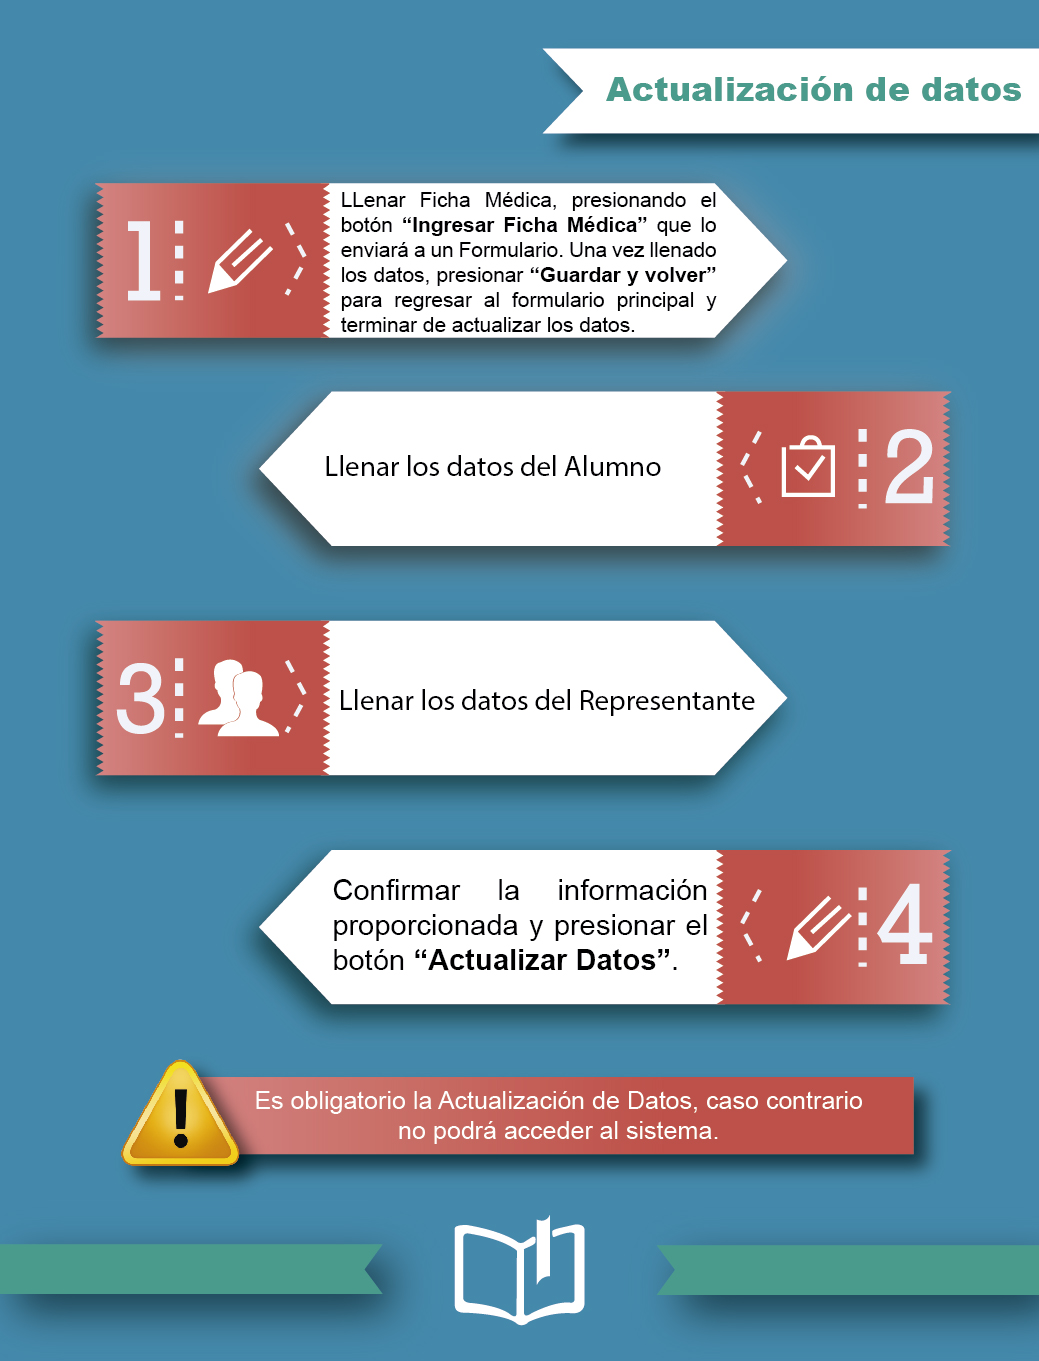 Actualización de datos
1
LLenar Ficha Médica, presionando el
botón “Ingresar Ficha Médica” que lo
enviará a un Formulario. Una vez llenado
los datos, presionar “Guardar y volver”
para regresar al formulario principal y
terminar de actualizar los datos.
Llenar los datos del Alumno
2
3
Llenar los datos del Representante
Confirmar la información
proporcionada y presionar el
botón “Actualizar Datos”.
4
Es obligatorio la Actualización de Datos, caso contrario
no podrá acceder al sistema.